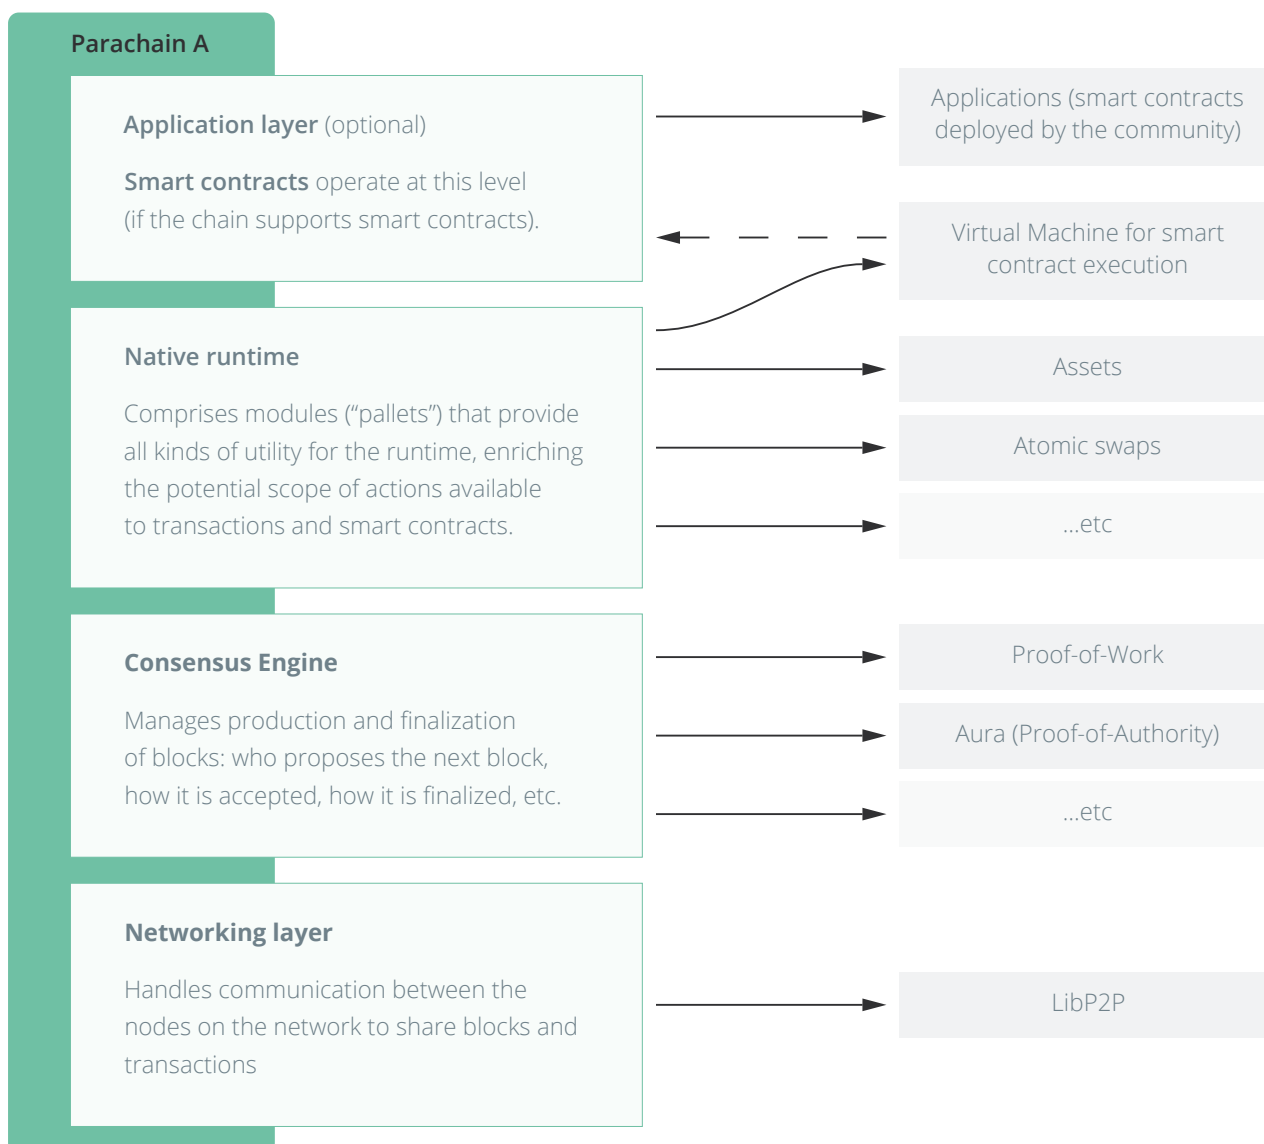 Parachain A
Application layer (optional)
Smart contracts operate at this level
(if the chain supports smart contracts).
Applications (smart contracts
deployed by the community)
Virtual Machine for smart
contract execution
Native runtime
Comprises modules (“pallets”) that provide
all kinds of utility for the runtime, enriching
the potential scope of actions available
to transactions and smart contracts.
Assets
Atomic swaps
...etc
Consensus Engine
Manages production and finalization
of blocks: who proposes the next block,
how it is accepted, how it is finalized, etc.
Proof-of-Work
Aura (Proof-of-Authority)
...etc
Networking layer
Handles communication between the
nodes on the network to share blocks and
transactions
LibP2P